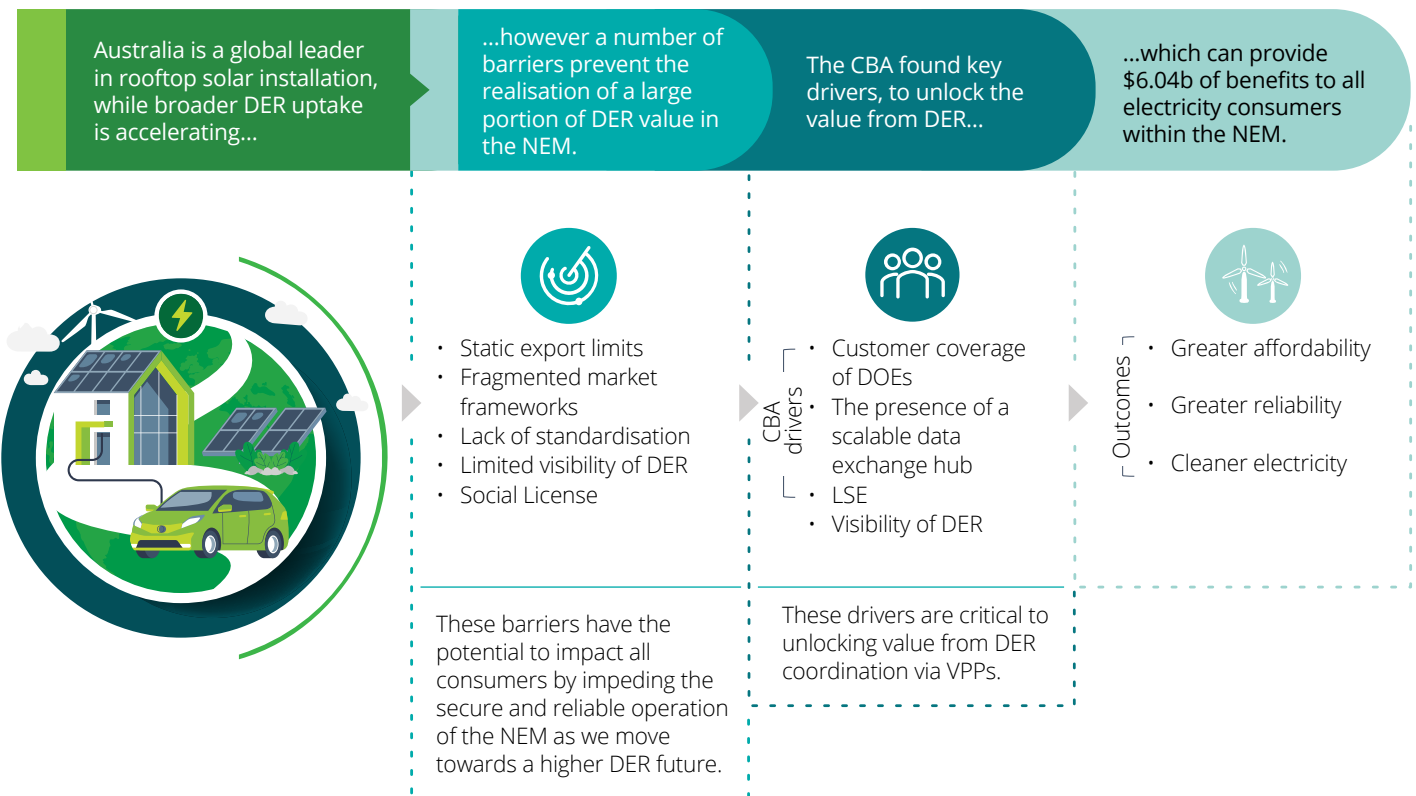 Australia is a global leader
in rooftop solar installation,
while broader DER uptake
is accelerating...
...however a number of
barriers prevent the
realisation of a large
portion of DER value in
the NEM.
The CBA found key
drivers, to unlock the
value from DER...
...which can provide
$6.04b of benefits to all
electricity consumers
within the NEM.
• Static export limits
• Fragmented market
frameworks
• Lack of standardisation
• Limited visibility of DER
• Social License
These barriers have the
potential to impact all
consumers by impeding the
secure and reliable operation
of the NEM as we move
towards a higher DER future.
CBA
drivers
• Customer coverage
of DOEs
• The presence of a
scalable data
exchange hub
• LSE
• Visibility of DER
These drivers are critical to
unlocking value from DER
coordination via VPPs.
Outcomes
• Greater affordability
• Greater reliability
• Cleaner electricity